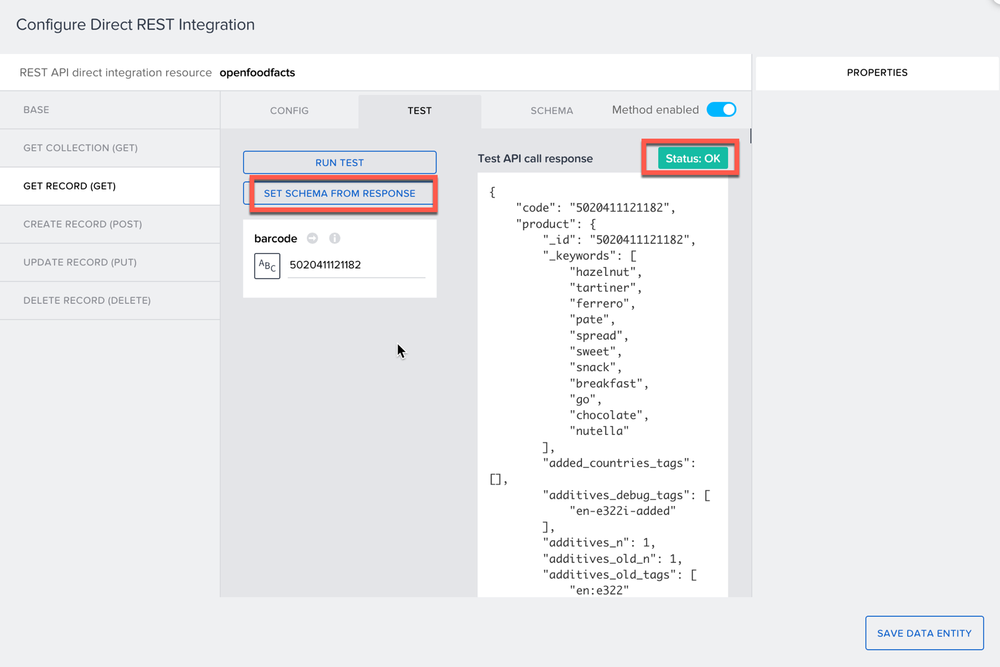 Configure Direct REST Integration
REST API direct integration resource openfoodfacts
PROPERTIES
BASE
GET COLLECTION (GET)
GET RECORD (GET)
CREATE RECORD (POST)
UPDATE RECORD (PUT)
DELETE RECORD (DELETE)
CONFIG
TEST
SCHEMA
Method enabled
RUN TEST
SET SCHEMA FROM RESPONSE
barcode
ABC
5020411121182
Test API call response
Status: OK
{
"code": "5020411121182",
"product": {
"_id": "5020411121182",
"_keywords": [
"hazelnut",
"tartiner",
"ferrero",
"pate",
"spread",
"sweet",
"snack",
"breakfast",
"go",
"chocolate",
"nutella"
],
"added_countries_tags":
[],
"additives_debug_tags": [
"en-e322i-added"
],
"additives_n": 1,
"additives_old_n": 1,
"additives_old_tags": [
"en:e322"
SAVE DATA ENTITY